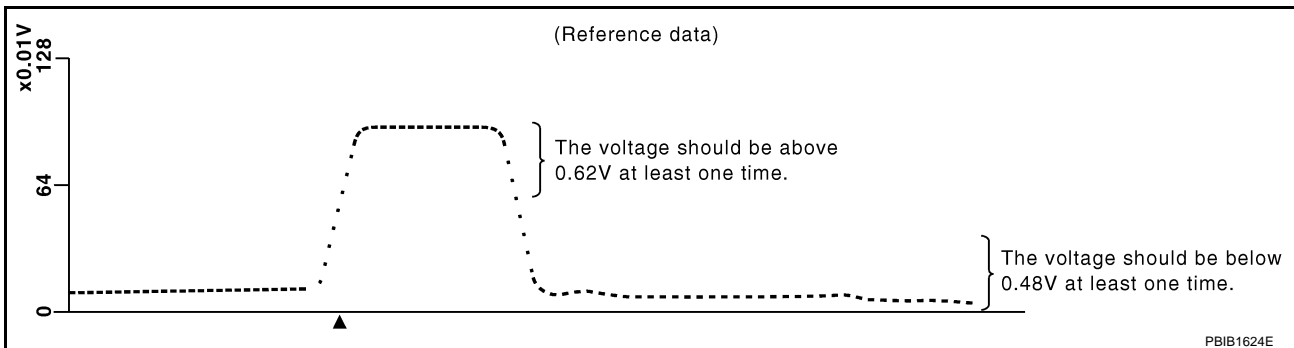 (Reference data)
x0.01V
128
64
0
The voltage should be above
0.62V at least one time.
The voltage should be below
0.48V at least one time.
PBIB1624E